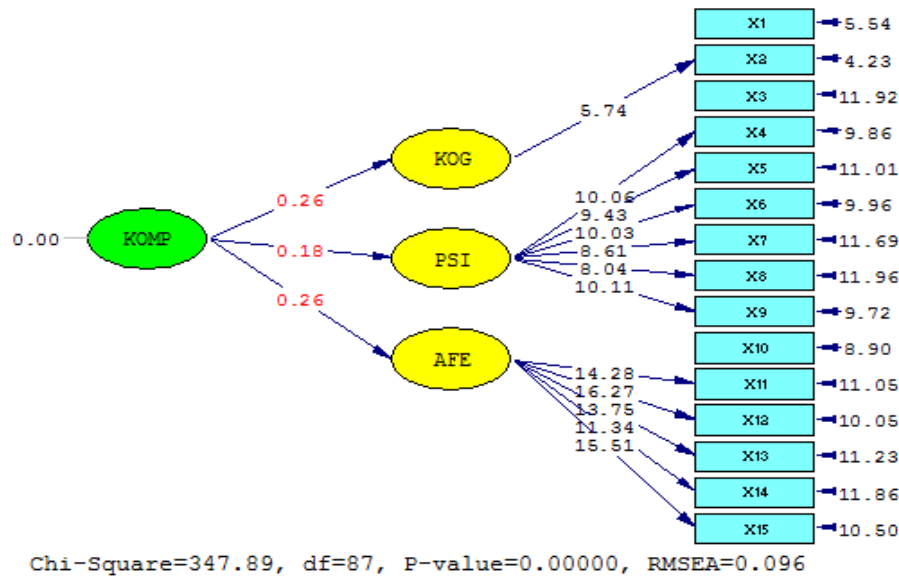 X1
5.54
X2
4.23
X3
11.92
X4
9.86
X5
11.01
X6
9.96
X7
11.69
X8
11.96
X9
9.72
X10
8.90
X11
11.05
X12
10.05
X13
11.23
X14
11.86
X15
10.50
5.74
KOG
10.06
9.43
10.03
8.61
8.04
10.11
PSI
14.28
16.27
13.75
11.34
15.51
AFE
0.26
0.18
0.26
0.00
KOMP
Chi-Square=347.89, df=87, P-value=0.00000, RMSEA=0.096